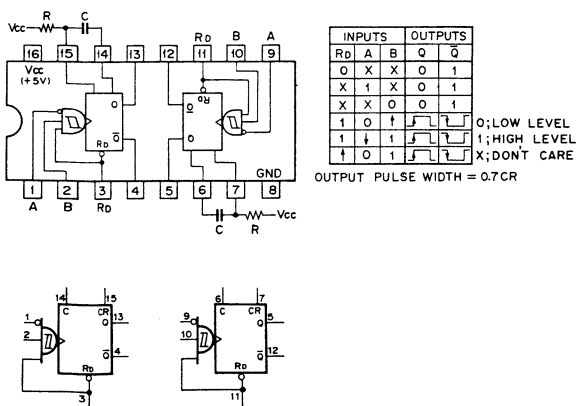 R C
Vcc
16 15 14 13 12 11 10 9
RD B A
Vcc
(+5V)
Q
Q̅
RD
RD
Q̅
Q
GND
1 2 3 4 5 6 7 8
A B RD
C R Vcc
INPUTS OUTPUTS
RD A B Q Q̅
0 X X 0 1
X 1 X 0 1
X X 0 0 1
1 0 ↑
1 ↓ 1
↑ 0 1
0;LOW LEVEL
1;HIGH LEVEL
X;DON'T CARE
OUTPUT PULSE WIDTH = 0.7CR
14 15
C CR
1
2
Q 13
Q̅ 4
RD
3
6 7
C CR
9
10
Q 5
Q̅ 12
RD
11